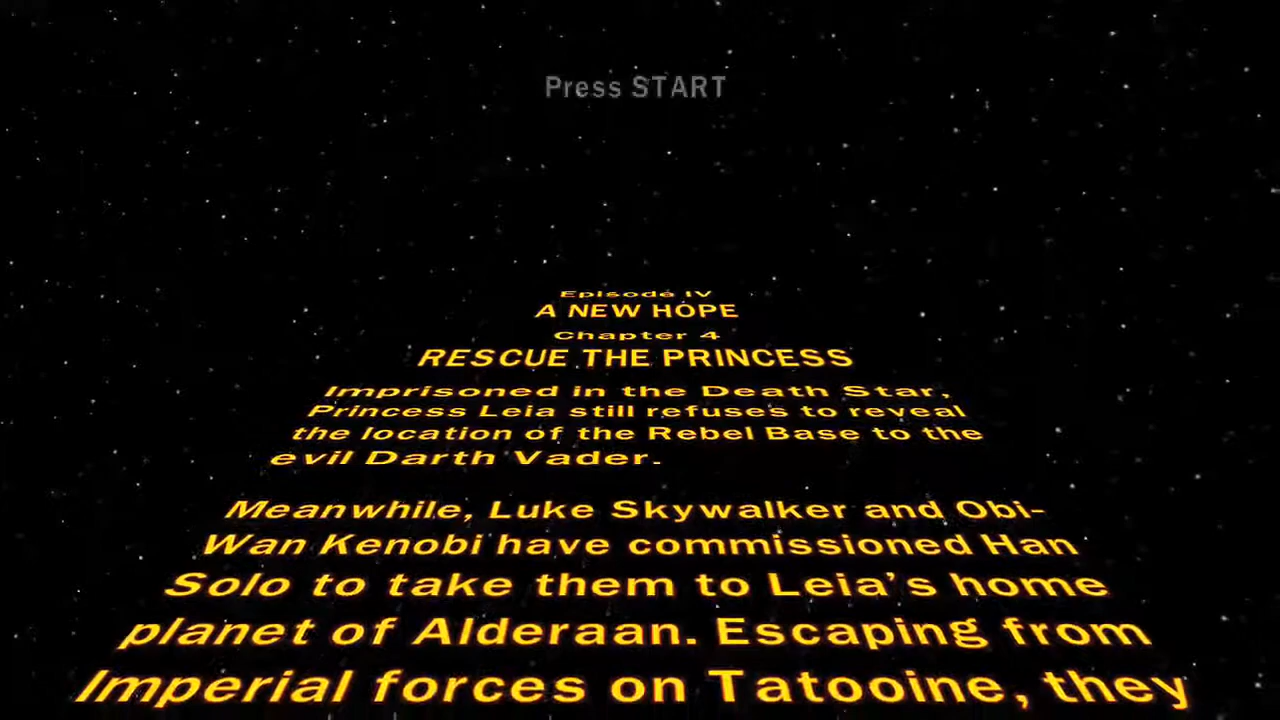 Press START
Episode IV
A NEW HOPE
Chapter 4
RESCUE THE PRINCESS
Imprisoned in the Death Star,
Princess Leia still refuses to reveal
the location of the Rebel Base to the
evil Darth Vader.
Meanwhile, Luke Skywalker and Obi-
Wan Kenobi have commissioned Han
Solo to take them to Leia’s home
planet of Alderaan. Escaping from
Imperial forces on Tatooine, they